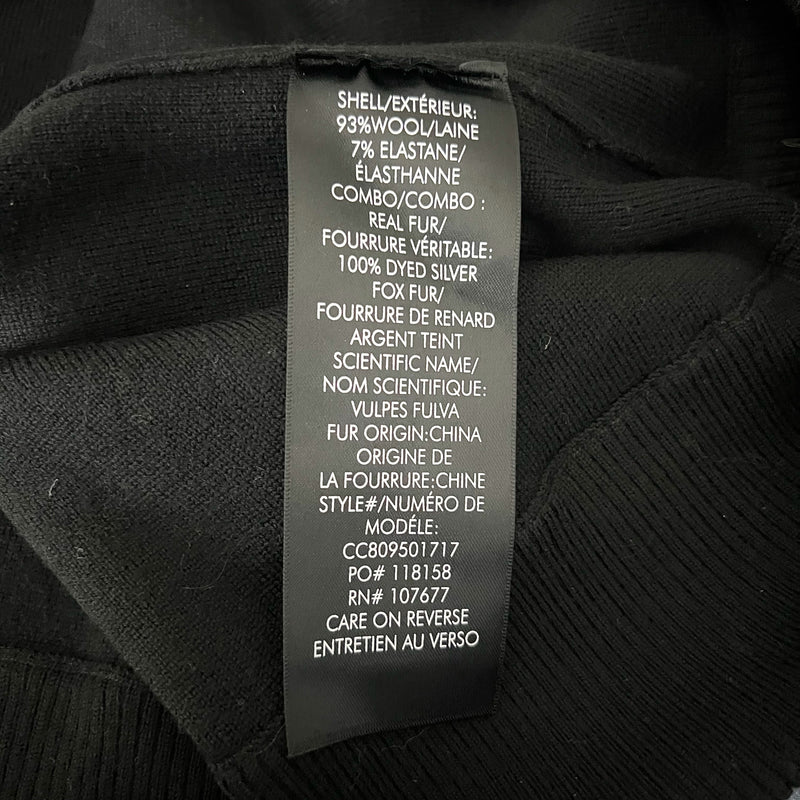 SHELL/EXTÉRIEUR:
93%WOOL/LAINE
7% ELASTANE/
ÉLASTHANNE
COMBO/COMBO :
REAL FUR/
FOURRURE VÉRITABLE:
100% DYED SILVER
FOX FUR/
FOURRURE DE RENARD
ARGENT TEINT
SCIENTIFIC NAME/
NOM SCIENTIFIQUE:
VULPES FULVA
FUR ORIGIN:CHINA
ORIGINE DE
LA FOURRURE:CHINE
STYLE#/NUMÉRO DE
MODÉLE:
CC809501717
PO# 118158
RN# 107677
CARE ON REVERSE
ENTRETIEN AU VERSO